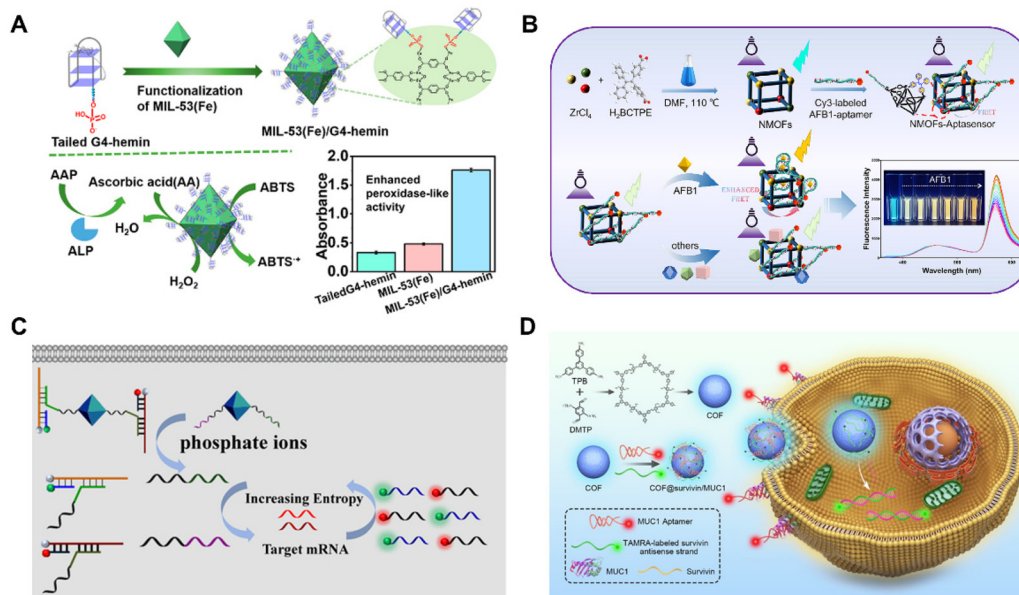 A
Functionalization
of MIL-53(Fe)
HO
OH
Tailed G4-hemin
MIL-53(Fe)/G4-hemin
AAP
Ascorbic acid(AA)
ABTS
ALP
H₂O
H₂O₂
ABTS·+
Absorbance
2.0
1.5
1.0
0.5
0.0
Enhanced
peroxidase-like
activity
TailedG4-hemin
MIL-53(Fe)
MIL-53(Fe)/G4-hemin
B
ZrCl₄
+
H₂BCTPE
DMF, 110 ℃
NMOFs
Cy3-labeled
AFB1-aptamer
FRET
NMOFs-Aptasensor
AFB1
ENHANCED
FRET
others
Fluorescence intensity
AFB1
Wavelength (nm)
C
phosphate ions
Increasing Entropy
Target mRNA
D
TPB
+
DMTP
COF
COF
COF@survivin/MUC1
MUC1 Aptamer
TAMRA-labeled survivin
antisense strand
MUC1
Survivin